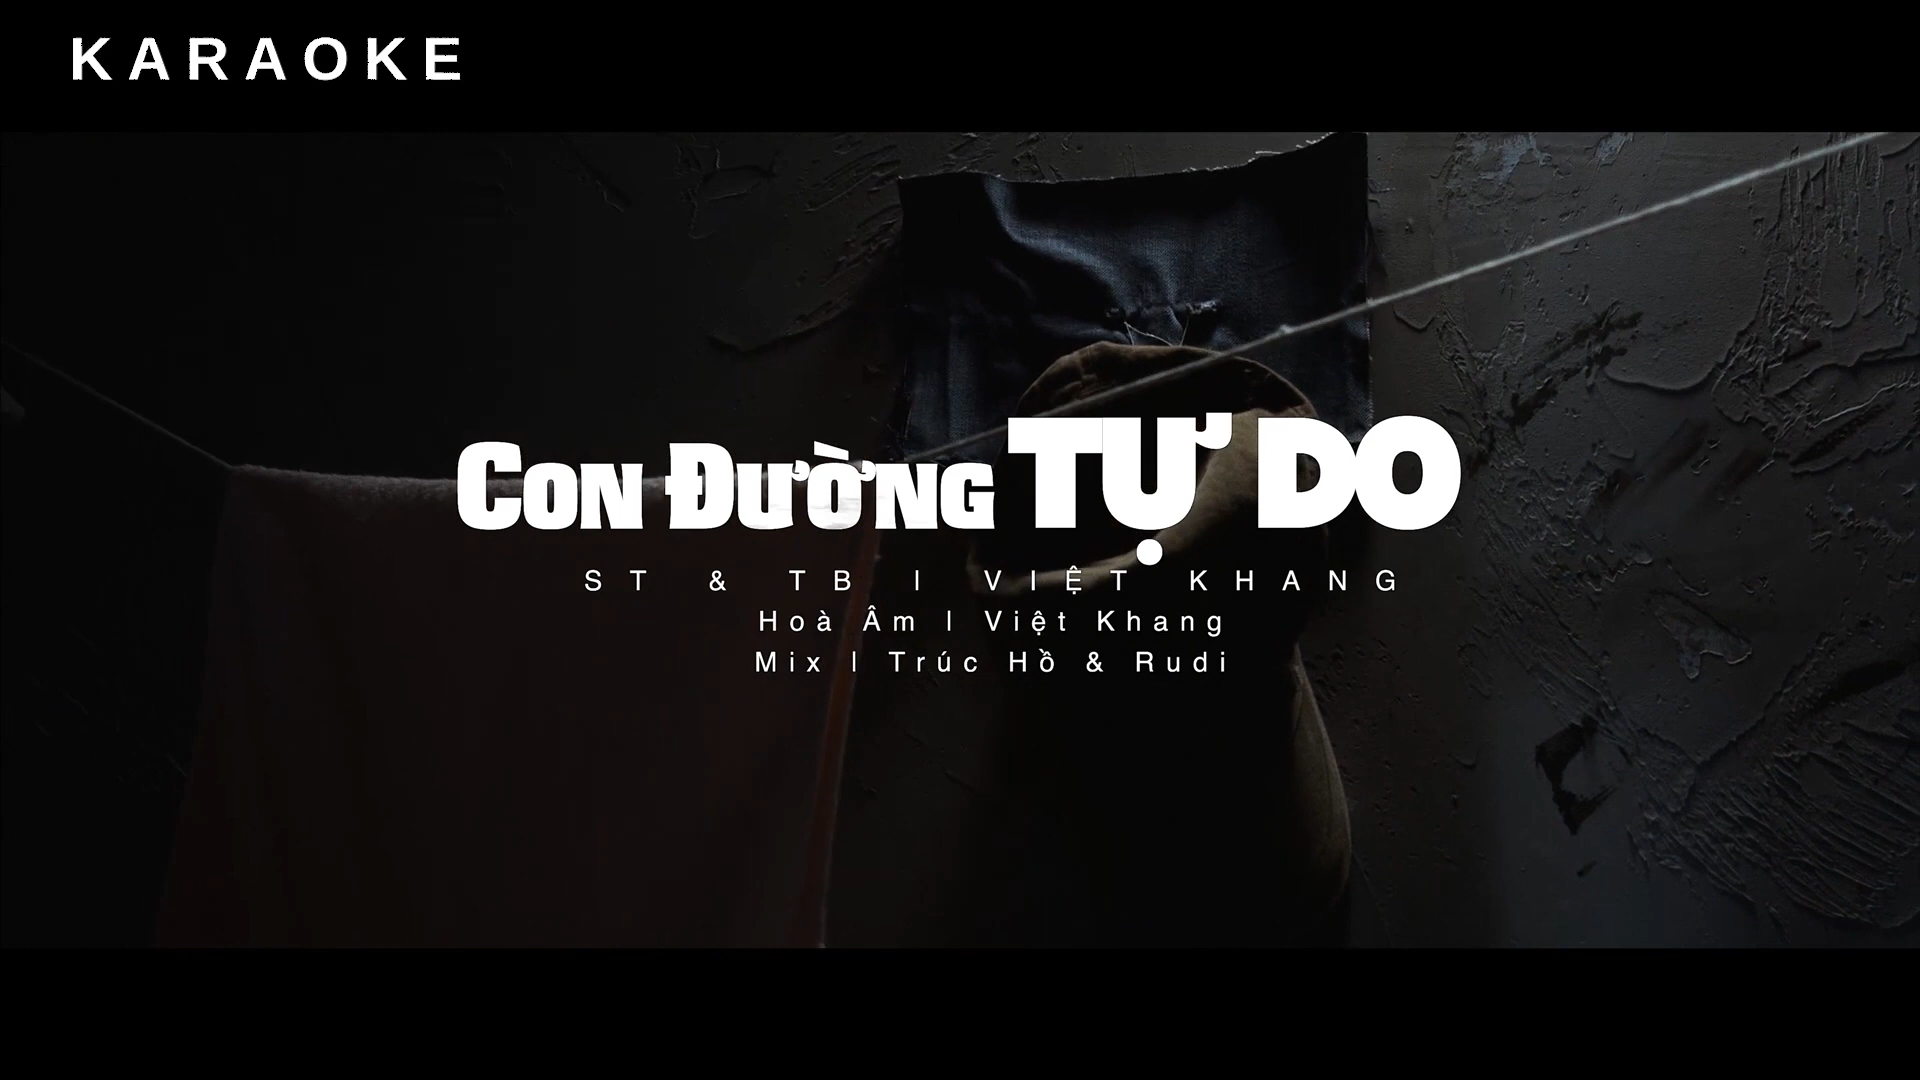 KARAOKE
CON ĐƯỜNG TỰ DO
ST & TB | VIỆT KHANG
Hoà Âm | Việt Khang
Mix | Trúc Hồ & Rudi